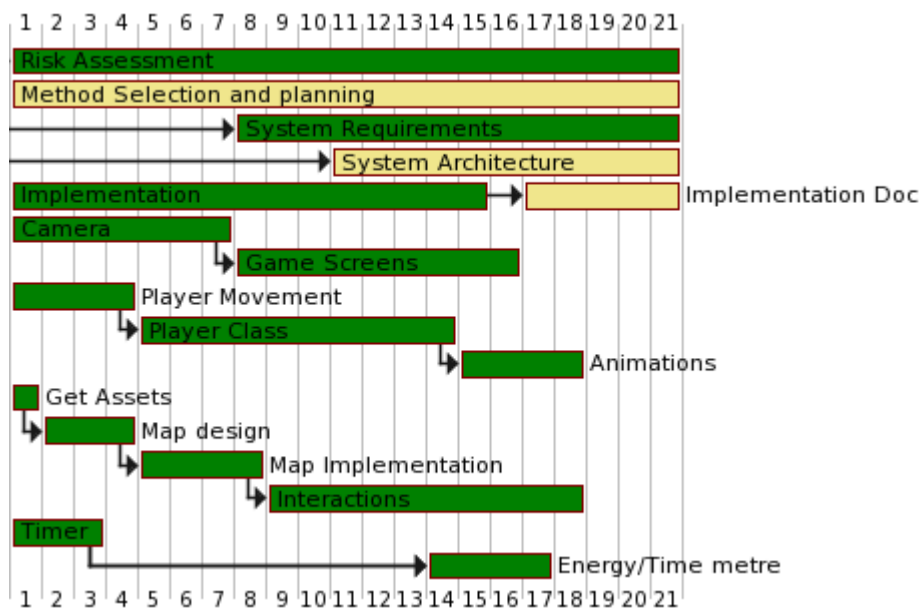 1 2 3 4 5 6 7 8 9 10 11 12 13 14 15 16 17 18 19 20 21
Risk Assessment
Method Selection and planning
System Requirements
System Architecture
Implementation
Implementation Doc
Camera
Game Screens
Player Movement
Player Class
Animations
Get Assets
Map design
Map Implementation
Interactions
Timer
Energy/Time metre
1 2 3 4 5 6 7 8 9 10 11 12 13 14 15 16 17 18 19 20 21